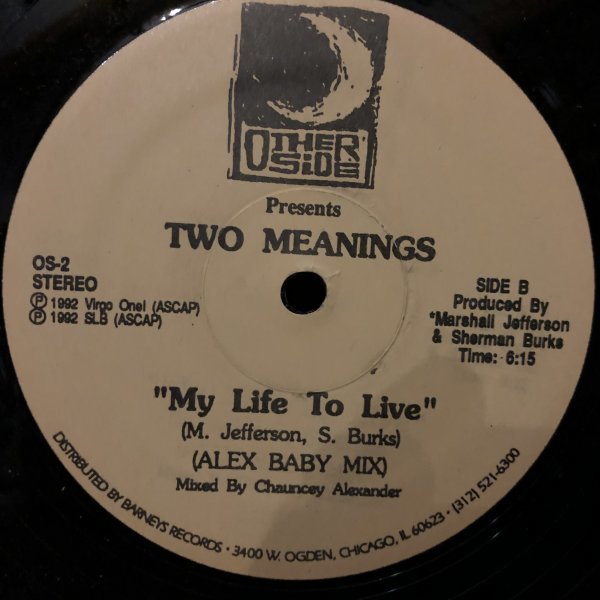 OTHER
SIDE
Presents
TWO MEANINGS
OS-2
STEREO
Ⓟ 1992 Virgo One! (ASCAP)
Ⓟ 1992 SLB (ASCAP)
SIDE B
Produced By
*Marshall Jefferson
& Sherman Burks
Time: 6:15
"My Life To Live"
(M. Jefferson, S. Burks)
(ALEX BABY MIX)
Mixed By Chauncey Alexander
DISTRIBUTED BY BARNEYS RECORDS • 3400 W. OGDEN, CHICAGO, IL 60623 • (312) 521-6300